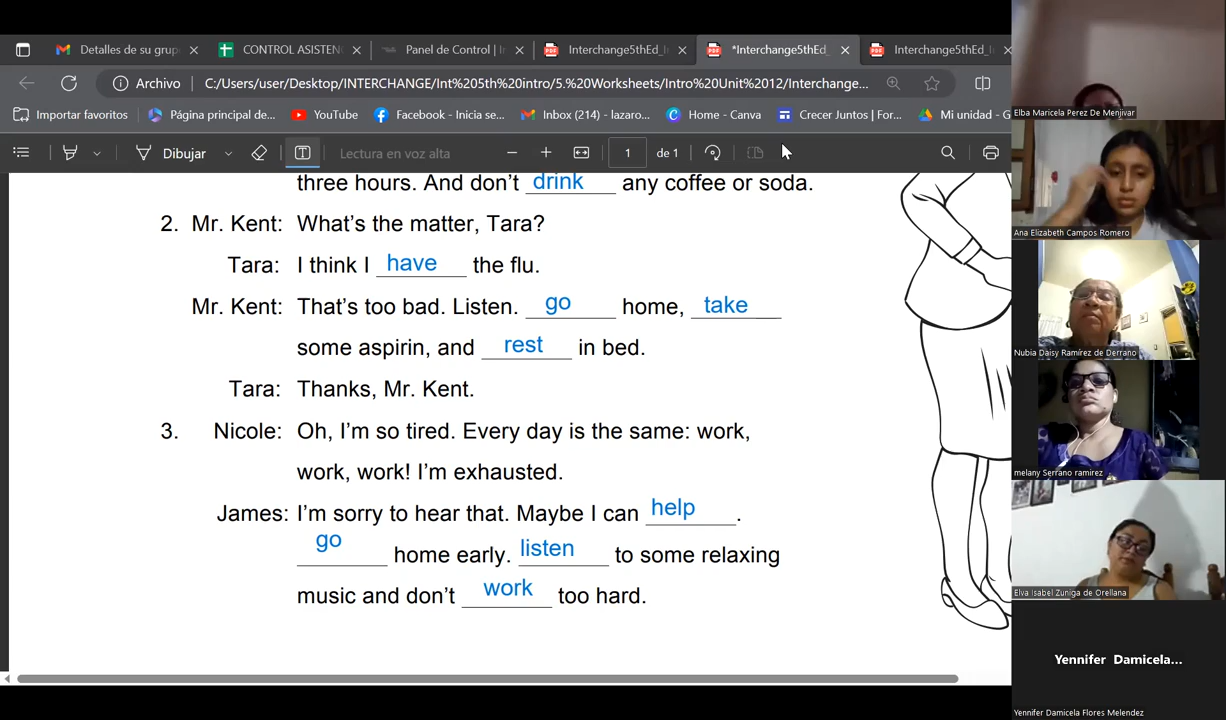 Detalles de su grup
CONTROL ASISTEN
Panel de Control | In
Interchange5thEd_In
*Interchange5thEd_
Interchange5thEd_In
Archivo
C:/Users/user/Desktop/INTERCHANGE/Int%205th%20intro/5.%20Worksheets/Intro%20Unit%2012/Interchange...
Importar favoritos
Página principal de...
YouTube
Facebook - Inicia se...
Inbox (214) - lazaro...
Home - Canva
Crecer Juntos | For...
Mi unidad - G
Dibujar
Lectura en voz alta
1
de 1
three hours. And don't drink any coffee or soda.
2. Mr. Kent: What's the matter, Tara?
Tara: I think I have the flu.
Mr. Kent: That's too bad. Listen. go home, take
some aspirin, and rest in bed.
Tara: Thanks, Mr. Kent.
3. Nicole: Oh, I'm so tired. Every day is the same: work,
work, work! I'm exhausted.
James: I'm sorry to hear that. Maybe I can help.
go home early. listen to some relaxing
music and don't work too hard.
Elba Maricela Perez De Menjivar
Ana Elizabeth Campos Romero
Nubia Daisy Ramírez de Derrano
melany Serrano ramirez
Elva Isabel Zuniga de Orellana
Yennifer Damicela...
Yennifer Damicela Flores Melendez